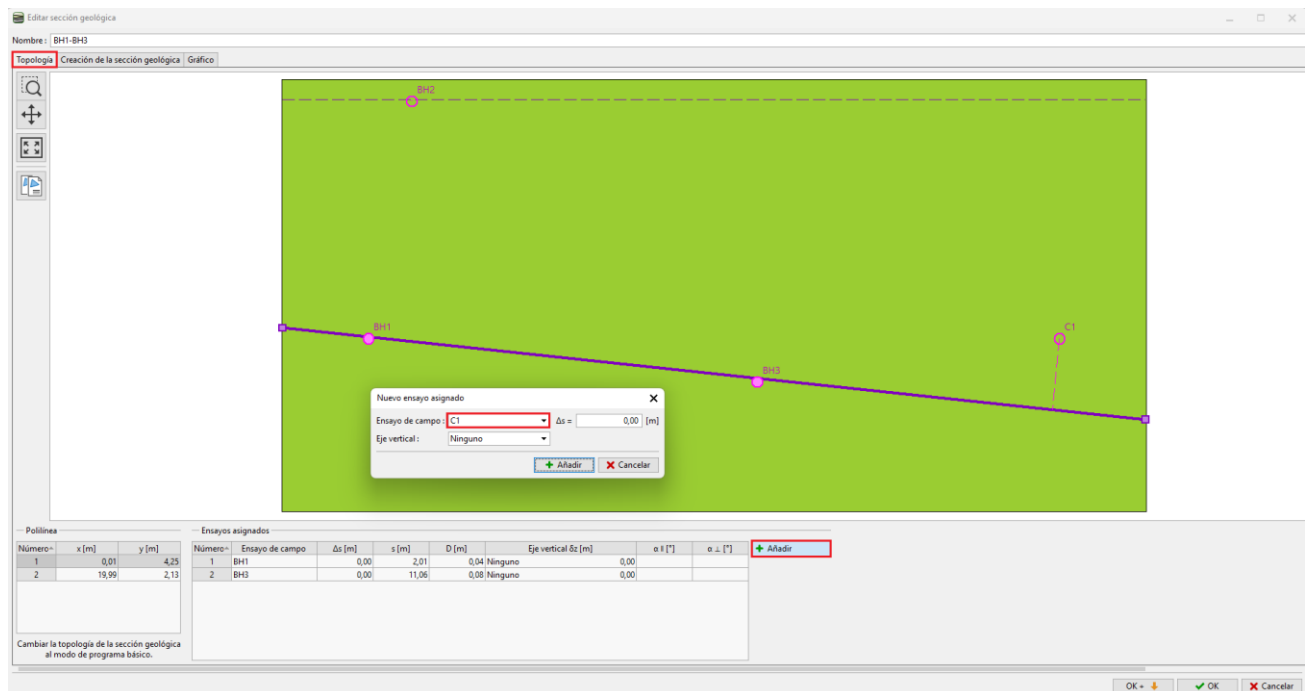 Editar sección geológica
Nombre : BH1-BH3
Topología Creación de la sección geológica Gráfico
BH2
BH1
C1
BH3
Nuevo ensayo asignado
Ensayo de campo : C1 Δs = 0,00 [m]
Eje vertical : Ninguno
Añadir Cancelar
Polilínea
Número x [m] y [m]
1 0,01 4,25
2 19,99 2,13
Cambiar la topología de la sección geológica
al modo de programa básico.
Ensayos asignados
Número Ensayo de campo Δs [m] s [m] D [m] Eje vertical δz [m] α ‖ [°] α ⊥ [°]
1 BH1 0,00 2,01 0,04 Ninguno 0,00
2 BH3 0,00 11,06 0,08 Ninguno 0,00
Añadir
OK + OK Cancelar